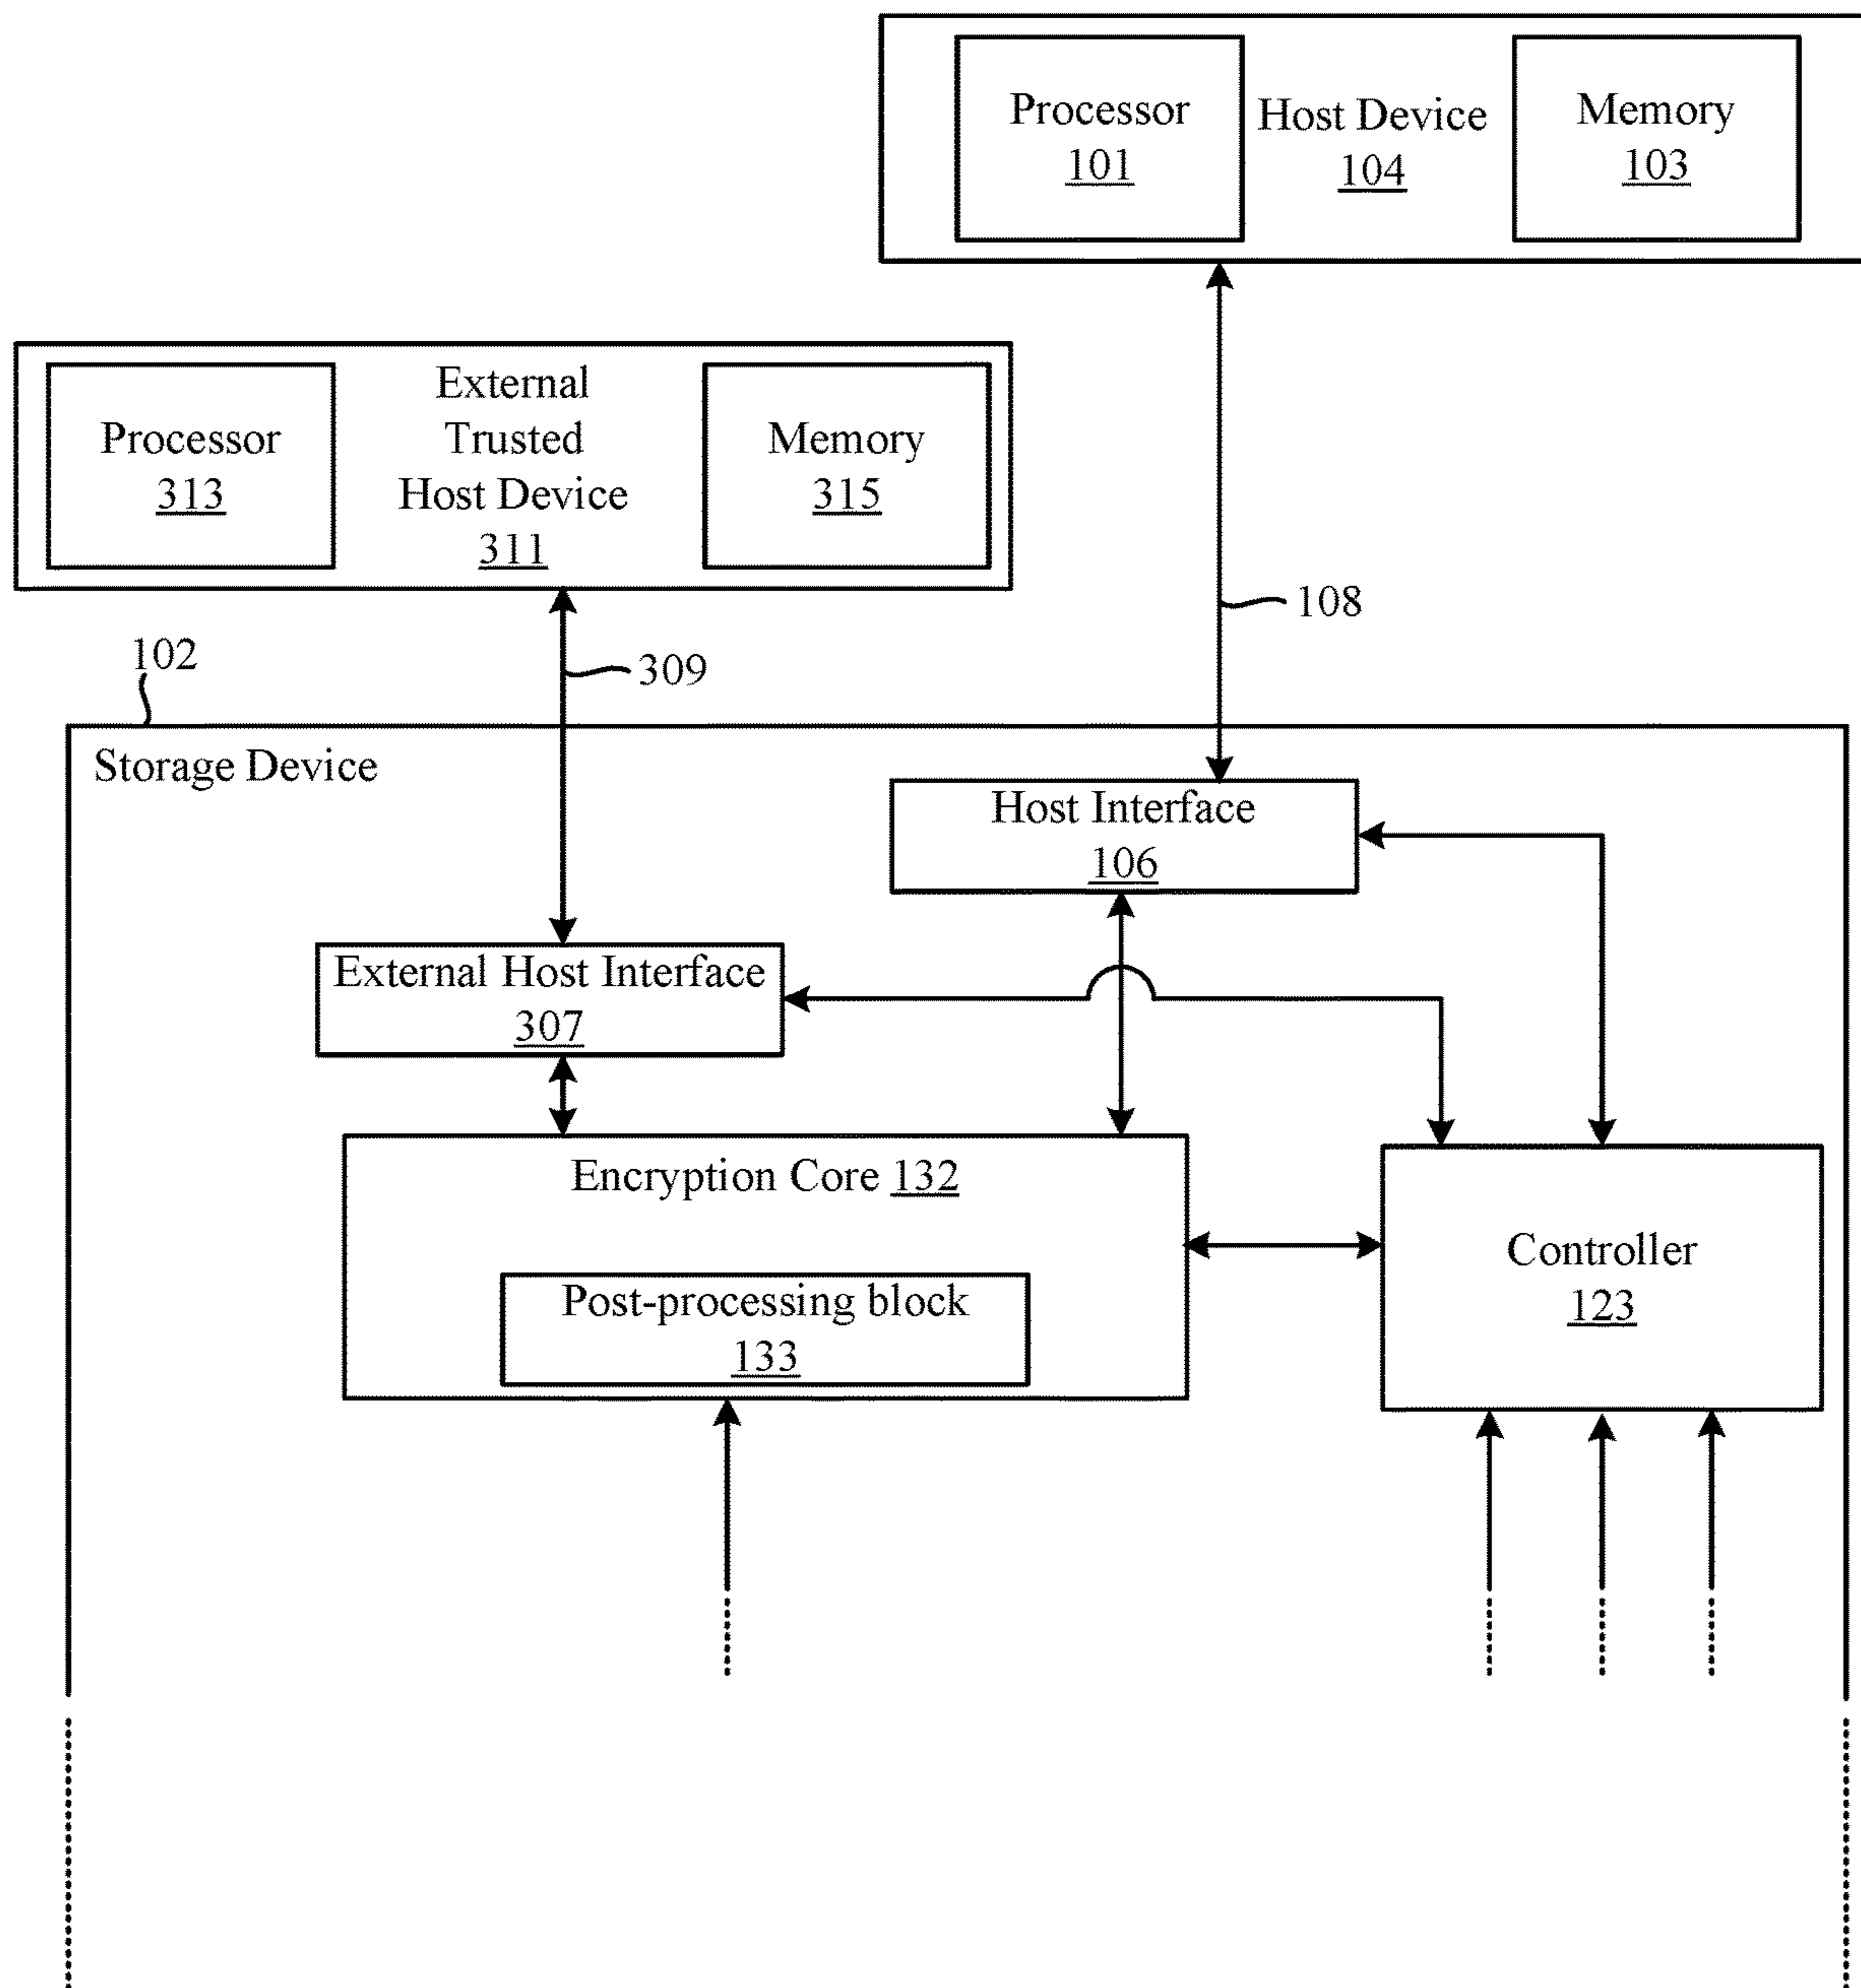 Processor
101
Host Device
104
Memory
103
Processor
313
External
Trusted
Host Device
311
Memory
315
108
309
102
Storage Device
Host Interface
106
External Host Interface
307
Encryption Core 132
Post-processing block
133
Controller
123